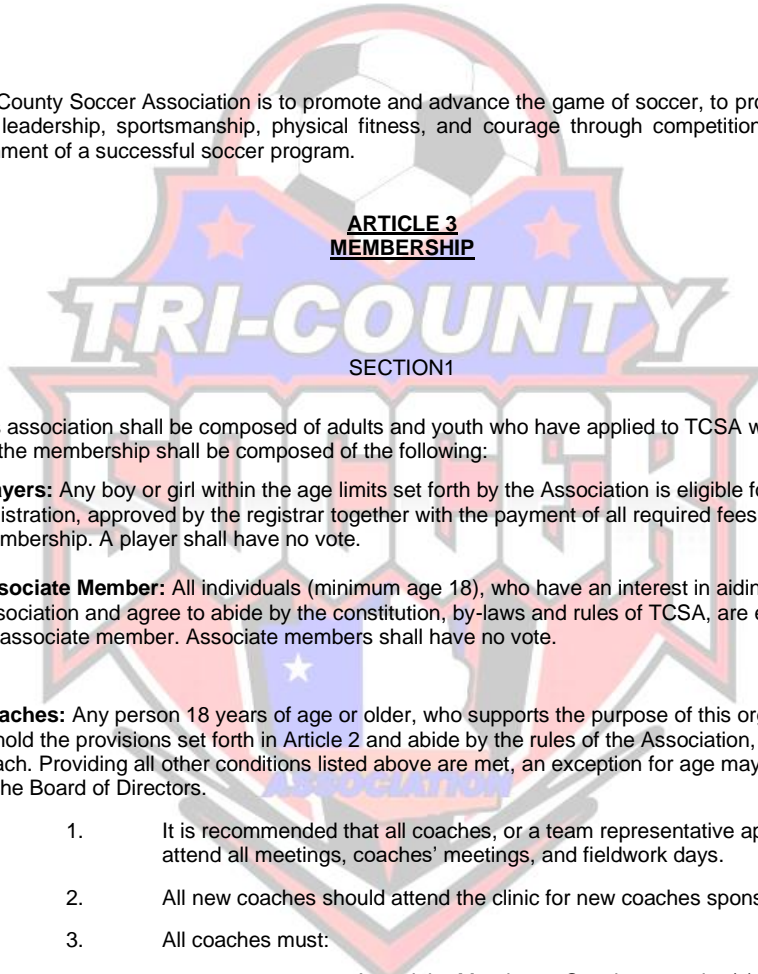 County Soccer Association is to promote and advance the game of soccer, to pro
leadership, sportsmanship, physical fitness, and courage through competition
ment of a successful soccer program.
ARTICLE 3
MEMBERSHIP
TRI-COUNTY
SECTION1
SOCCER
association shall be composed of adults and youth who have applied to TCSA w
the membership shall be composed of the following:
ayers: Any boy or girl within the age limits set forth by the Association is eligible fo
istration, approved by the registrar together with the payment of all required fees
mbership. A player shall have no vote.
sociate Member: All individuals (minimum age 18), who have an interest in aidin
sociation and agree to abide by the constitution, by-laws and rules of TCSA, are e
associate member. Associate members shall have no vote.
aches: Any person 18 years of age or older, who supports the purpose of this or
hold the provisions set forth in Article 2 and abide by the rules of the Association,
ach. Providing all other conditions listed above are met, an exception for age may
the Board of Directors.
ASSOCIATION
1. It is recommended that all coaches, or a team representative ap
attend all meetings, coaches’ meetings, and fieldwork days.
2. All new coaches should attend the clinic for new coaches spons
3. All coaches must: